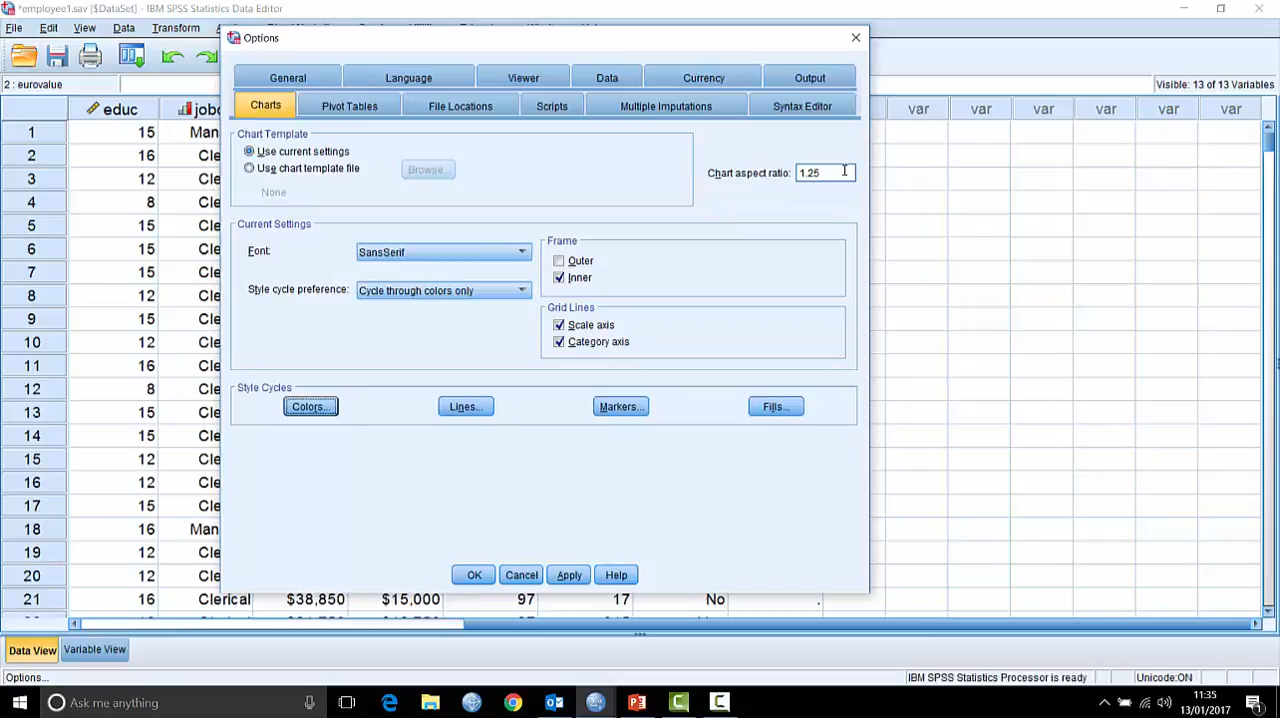 *employee1.sav [$DataSet] - IBM SPSS Statistics Data Editor
File Edit View Data Transform
2 : eurovalue
Visible: 13 of 13 Variables
educ
var var var var var var
Options
General Language Viewer Data Currency Output
Charts Pivot Tables File Locations Scripts Multiple Imputations Syntax Editor
Chart Template
Use current settings
Use chart template file Browse...
None
Chart aspect ratio: 1.25
Current Settings
Font: SansSerif
Style cycle preference: Cycle through colors only
Frame
Outer
Inner
Grid Lines
Scale axis
Category axis
Style Cycles
Colors... Lines... Markers... Fills...
OK Cancel Apply Help
1 15 Man
2 16 Cle
3 12 Cle
4 8 Cle
5 15 Cle
6 15 Cle
7 15 Cle
8 12 Cle
9 15 Cle
10 12 Cle
11 16 Cle
12 8 Cle
13 15 Cle
14 15 Cle
15 12 Cle
16 12 Cle
17 15 Cle
18 16 Man
19 12 Cle
20 12 Cle
21 16 Clerical $38,850 $15,000 97 17 No .
Data View Variable View
Options... IBM SPSS Statistics Processor is ready Unicode:ON
Ask me anything
11:35
13/01/2017